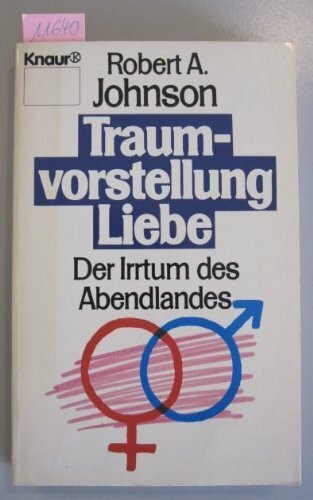 11640
Knaur®
Robert A.
Johnson
Traum-
vorstellung
Liebe
Der Irrtum des
Abendlandes